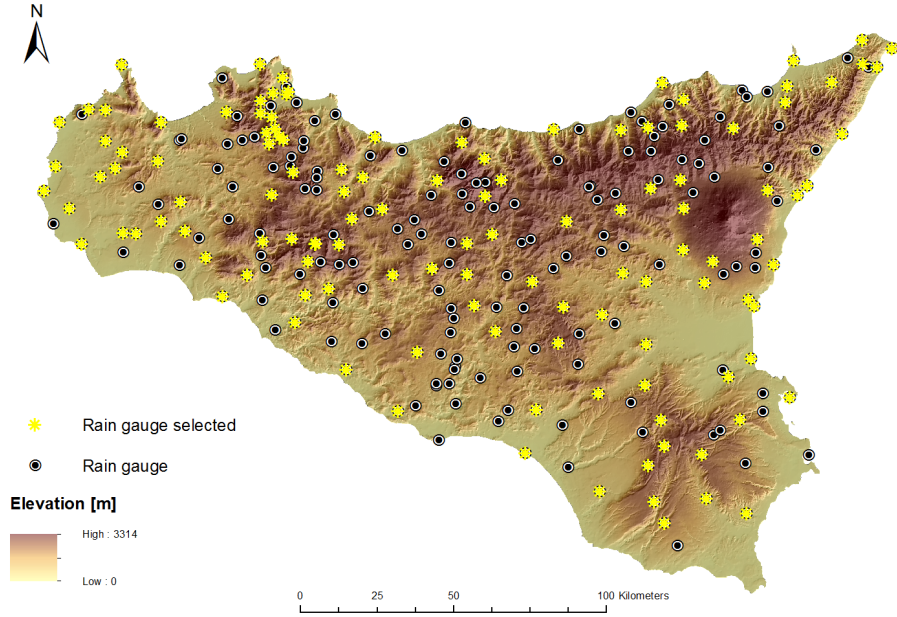 N
Rain gauge selected
Rain gauge
Elevation [m]
High : 3314
Low : 0
0 25 50 100 Kilometers